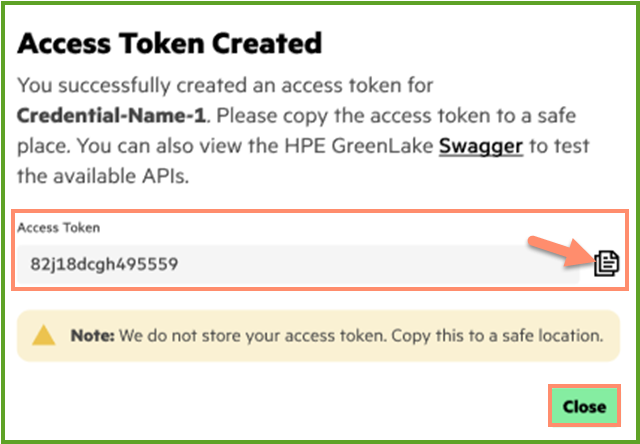 Access Token Created
You successfully created an access token for
Credential-Name-1. Please copy the access token to a safe
place. You can also view the HPE GreenLake Swagger to test
the available APIs.
Access Token
82j18dcgh495559
Note: We do not store your access token. Copy this to a safe location.
Close